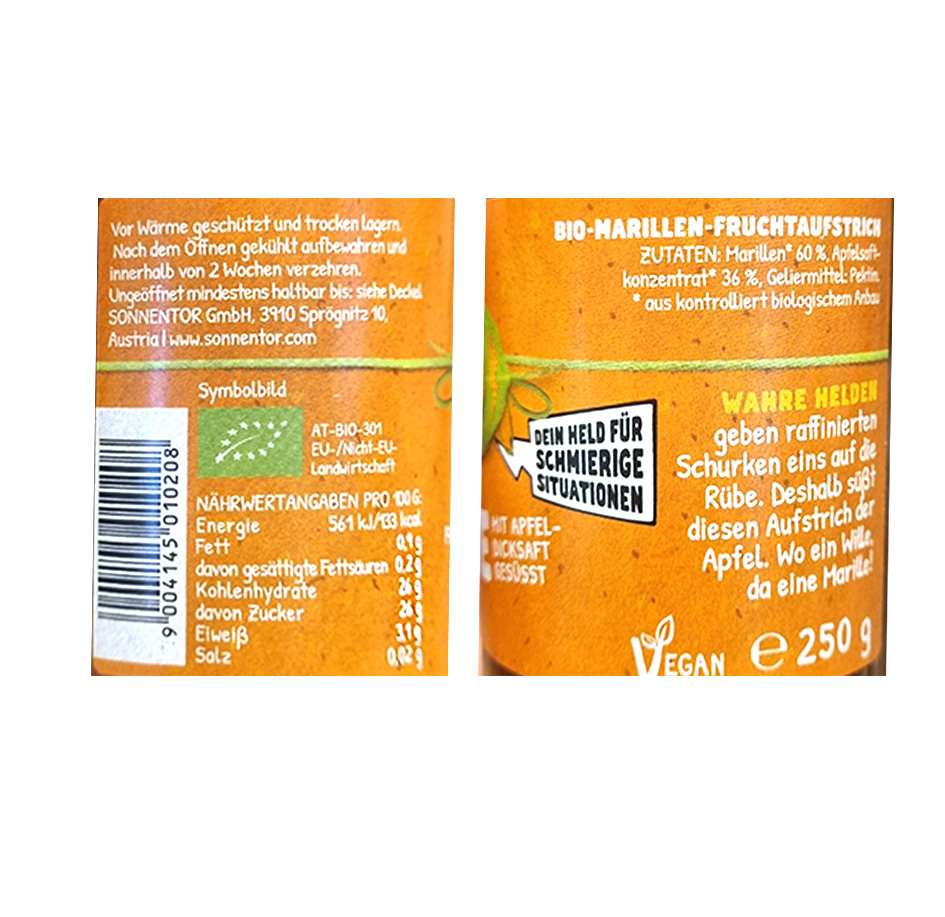 Vor Wärme geschützt und trocken lagern.
Nach dem Öffnen gekühlt aufbewahren und
innerhalb von 2 Wochen verzehren.
Ungeöffnet mindestens haltbar bis: siehe Deckel
SONNENTOR GmbH, 3910 Sprögnitz 10,
Austria | www.sonnentor.com
Symbolbild
AT-BIO-301
EU-/Nicht-EU-
Landwirtschaft
9 004145 010208
NÄHRWERTANGABEN PRO 100 G:
Energie 561 kJ/133 kcal
Fett 0,9 g
davon gesättigte Fettsäuren 0,2 g
Kohlenhydrate 26 g
davon Zucker 26 g
Eiweiß 3,1 g
Salz 0,02 g
BIO-MARILLEN-FRUCHTAUFSTRICH
ZUTATEN: Marillen* 60 %, Apfelsaft-
konzentrat* 36 %, Geliermittel: Pektin.
* aus kontrolliert biologischem Anbau
DEIN HELD FÜR
SCHMIERIGE
SITUATIONEN
MIT APFEL-
DICKSAFT
GESÜSST
WAHRE HELDEN
geben raffinierten
Schurken eins auf die
Rübe. Deshalb süßt
diesen Aufstrich der
Apfel. Wo ein Wille,
da eine Marille!
VEGAN
℮ 250 g